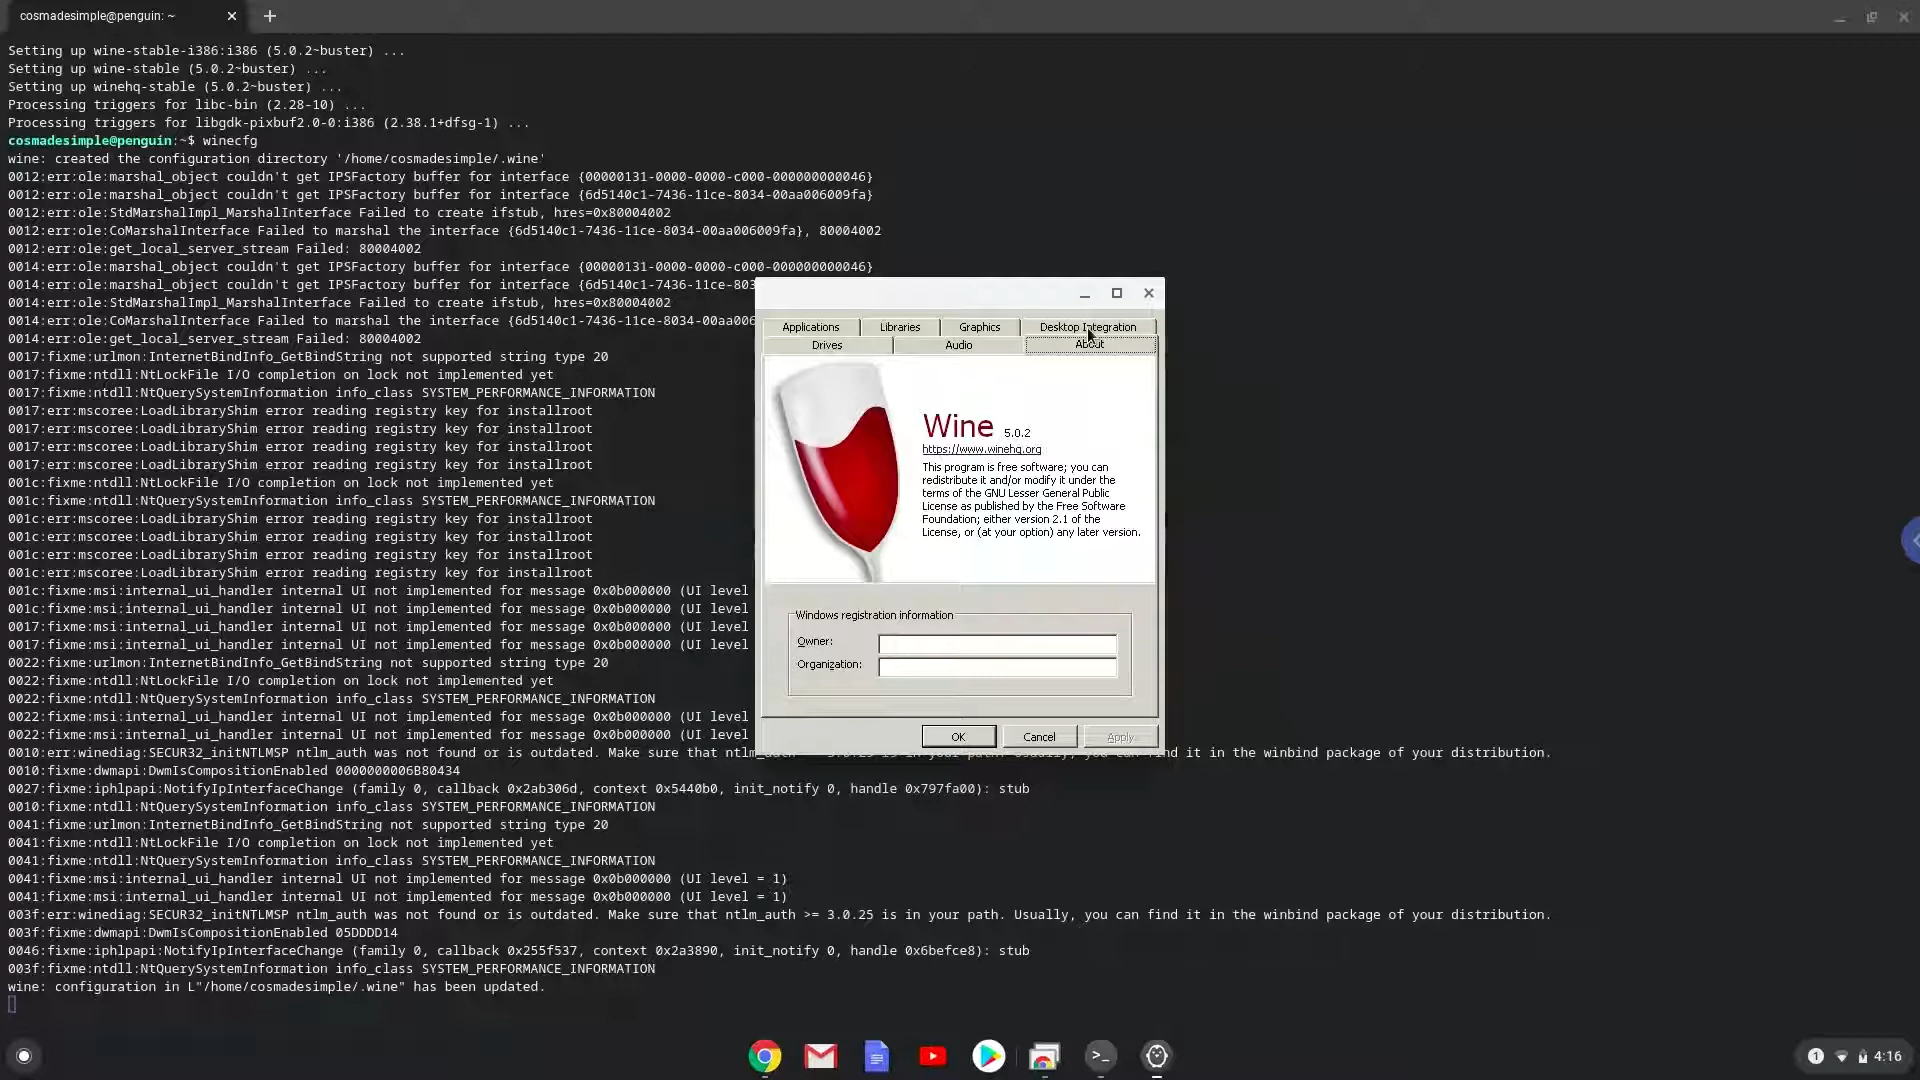 cosmadesimple@penguin: ~
Setting up wine-stable-i386:i386 (5.0.2~buster) ...
Setting up wine-stable (5.0.2~buster) ...
Setting up winehq-stable (5.0.2~buster) ...
Processing triggers for libc-bin (2.28-10) ...
Processing triggers for libgdk-pixbuf2.0-0:i386 (2.38.1+dfsg-1) ...
cosmadesimple@penguin:~$ winecfg
wine: created the configuration directory '/home/cosmadesimple/.wine'
0012:err:ole:marshal_object couldn't get IPSFactory buffer for interface {00000131-0000-0000-c000-000000000046}
0012:err:ole:marshal_object couldn't get IPSFactory buffer for interface {6d5140c1-7436-11ce-8034-00aa006009fa}
0012:err:ole:StdMarshalImpl_MarshalInterface Failed to create ifstub, hres=0x80004002
0012:err:ole:CoMarshalInterface Failed to marshal the interface {6d5140c1-7436-11ce-8034-00aa006009fa}, 80004002
0012:err:ole:get_local_server_stream Failed: 80004002
0014:err:ole:marshal_object couldn't get IPSFactory buffer for interface {00000131-0000-0000-c000-000000000046}
0014:err:ole:marshal_object couldn't get IPSFactory buffer for interface {6d5140c1-7436-11ce-803
0014:err:ole:StdMarshalImpl_MarshalInterface Failed to create ifstub, hres=0x80004002
0014:err:ole:CoMarshalInterface Failed to marshal the interface {6d5140c1-7436-11ce-8034-00aa006
0014:err:ole:get_local_server_stream Failed: 80004002
0017:fixme:urlmon:InternetBindInfo_GetBindString not supported string type 20
0017:fixme:ntdll:NtLockFile I/O completion on lock not implemented yet
0017:fixme:ntdll:NtQuerySystemInformation info_class SYSTEM_PERFORMANCE_INFORMATION
0017:err:mscoree:LoadLibraryShim error reading registry key for installroot
0017:err:mscoree:LoadLibraryShim error reading registry key for installroot
0017:err:mscoree:LoadLibraryShim error reading registry key for installroot
0017:err:mscoree:LoadLibraryShim error reading registry key for installroot
001c:fixme:ntdll:NtLockFile I/O completion on lock not implemented yet
001c:fixme:ntdll:NtQuerySystemInformation info_class SYSTEM_PERFORMANCE_INFORMATION
001c:err:mscoree:LoadLibraryShim error reading registry key for installroot
001c:err:mscoree:LoadLibraryShim error reading registry key for installroot
001c:err:mscoree:LoadLibraryShim error reading registry key for installroot
001c:err:mscoree:LoadLibraryShim error reading registry key for installroot
001c:fixme:msi:internal_ui_handler internal UI not implemented for message 0x0b000000 (UI level
001c:fixme:msi:internal_ui_handler internal UI not implemented for message 0x0b000000 (UI level
0017:fixme:msi:internal_ui_handler internal UI not implemented for message 0x0b000000 (UI level
0017:fixme:msi:internal_ui_handler internal UI not implemented for message 0x0b000000 (UI level
0022:fixme:urlmon:InternetBindInfo_GetBindString not supported string type 20
0022:fixme:ntdll:NtLockFile I/O completion on lock not implemented yet
0022:fixme:ntdll:NtQuerySystemInformation info_class SYSTEM_PERFORMANCE_INFORMATION
0022:fixme:msi:internal_ui_handler internal UI not implemented for message 0x0b000000 (UI level
0022:fixme:msi:internal_ui_handler internal UI not implemented for message 0x0b000000 (UI level
0010:err:winediag:SECUR32_initNTLMSP ntlm_auth was not found or is outdated. Make sure that ntlm_auth >= 3.0.25 is in your path. Usually, you can find it in the winbind package of your distribution.
0010:fixme:dwmapi:DwmIsCompositionEnabled 0000000006B80434
0027:fixme:iphlpapi:NotifyIpInterfaceChange (family 0, callback 0x2ab306d, context 0x5440b0, init_notify 0, handle 0x797fa00): stub
0010:fixme:ntdll:NtQuerySystemInformation info_class SYSTEM_PERFORMANCE_INFORMATION
0041:fixme:urlmon:InternetBindInfo_GetBindString not supported string type 20
0041:fixme:ntdll:NtLockFile I/O completion on lock not implemented yet
0041:fixme:ntdll:NtQuerySystemInformation info_class SYSTEM_PERFORMANCE_INFORMATION
0041:fixme:msi:internal_ui_handler internal UI not implemented for message 0x0b000000 (UI level = 1)
0041:fixme:msi:internal_ui_handler internal UI not implemented for message 0x0b000000 (UI level = 1)
003f:err:winediag:SECUR32_initNTLMSP ntlm_auth was not found or is outdated. Make sure that ntlm_auth >= 3.0.25 is in your path. Usually, you can find it in the winbind package of your distribution.
003f:fixme:dwmapi:DwmIsCompositionEnabled 05DDDD14
0046:fixme:iphlpapi:NotifyIpInterfaceChange (family 0, callback 0x255f537, context 0x2a3890, init_notify 0, handle 0x6befce8): stub
003f:fixme:ntdll:NtQuerySystemInformation info_class SYSTEM_PERFORMANCE_INFORMATION
wine: configuration in L"/home/cosmadesimple/.wine" has been updated.
Applications Libraries Graphics Desktop Integration
Drives Audio About
Wine 5.0.2
https://www.winehq.org
This program is free software; you can
redistribute it and/or modify it under the
terms of the GNU Lesser General Public
License as published by the Free Software
Foundation; either version 2.1 of the
License, or (at your option) any later version.
Windows registration information
Owner:
Organization:
OK Cancel Apply
1 4:16